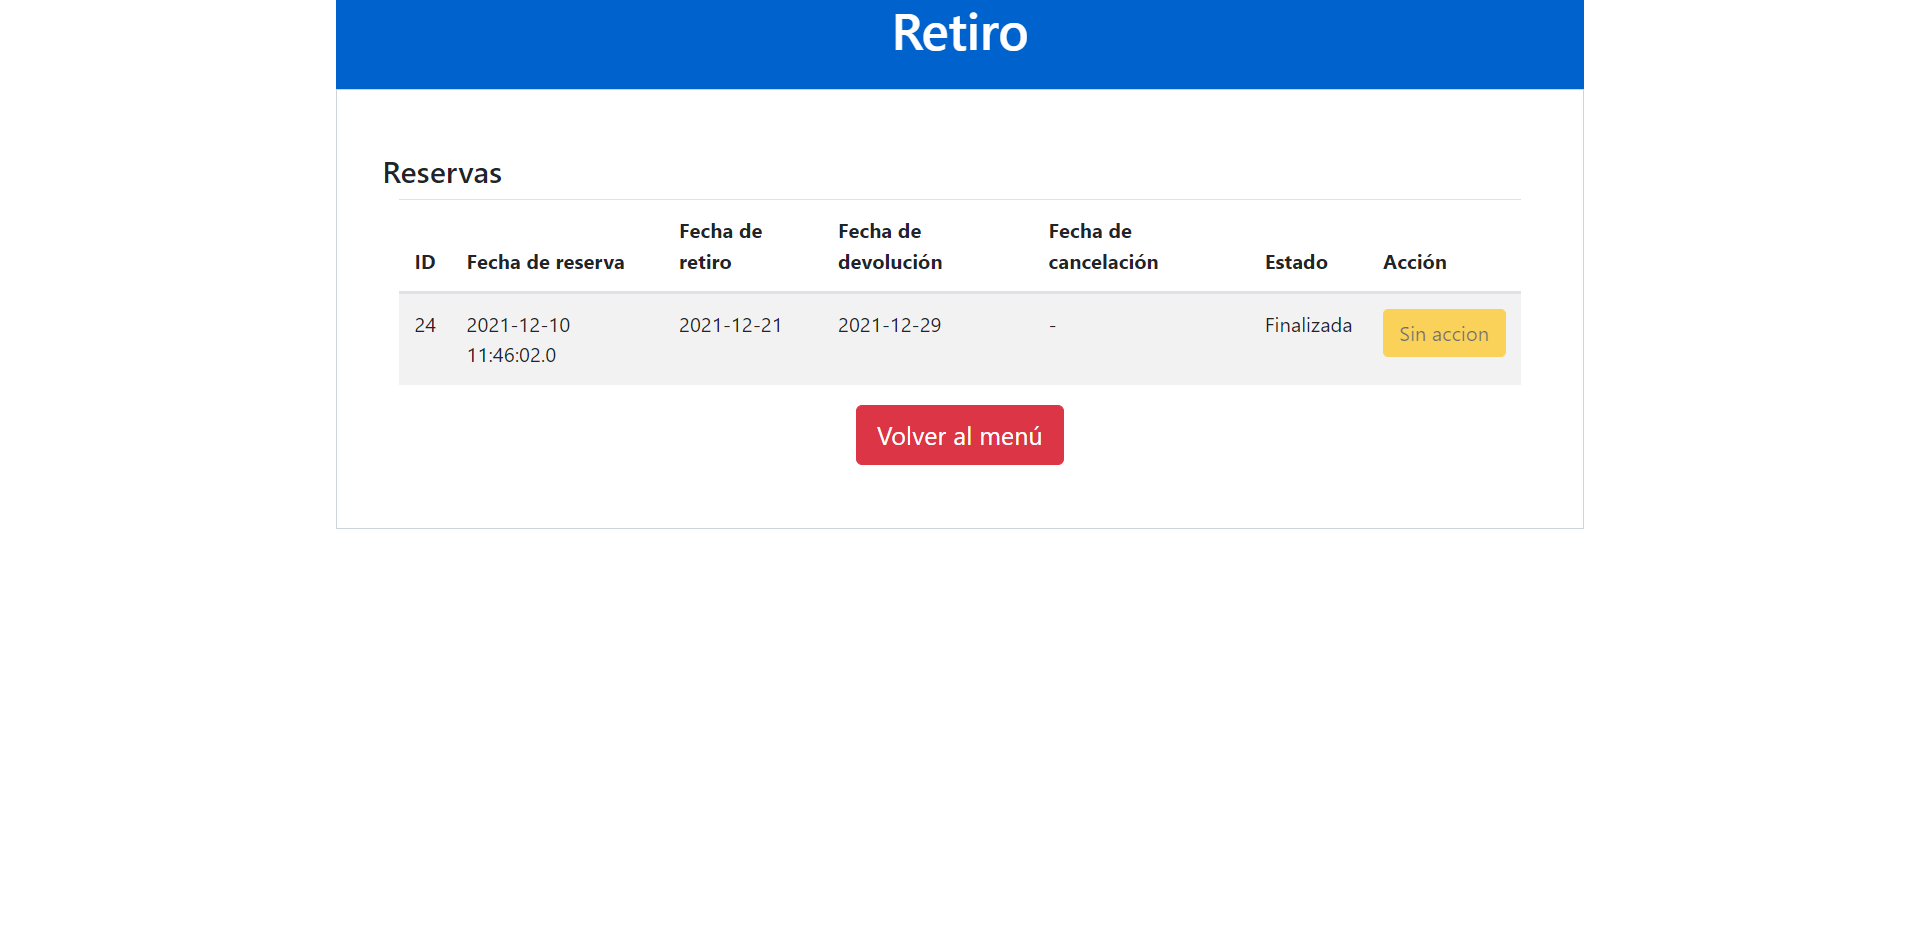 Retiro
Reservas
Fecha de Fecha de Fecha de
ID Fecha de reserva retiro devolución cancelación Estado Acción
24 2021-12-10 2021-12-21 2021-12-29 - Finalizada Sin accion
11:46:02.0
Volver al menú